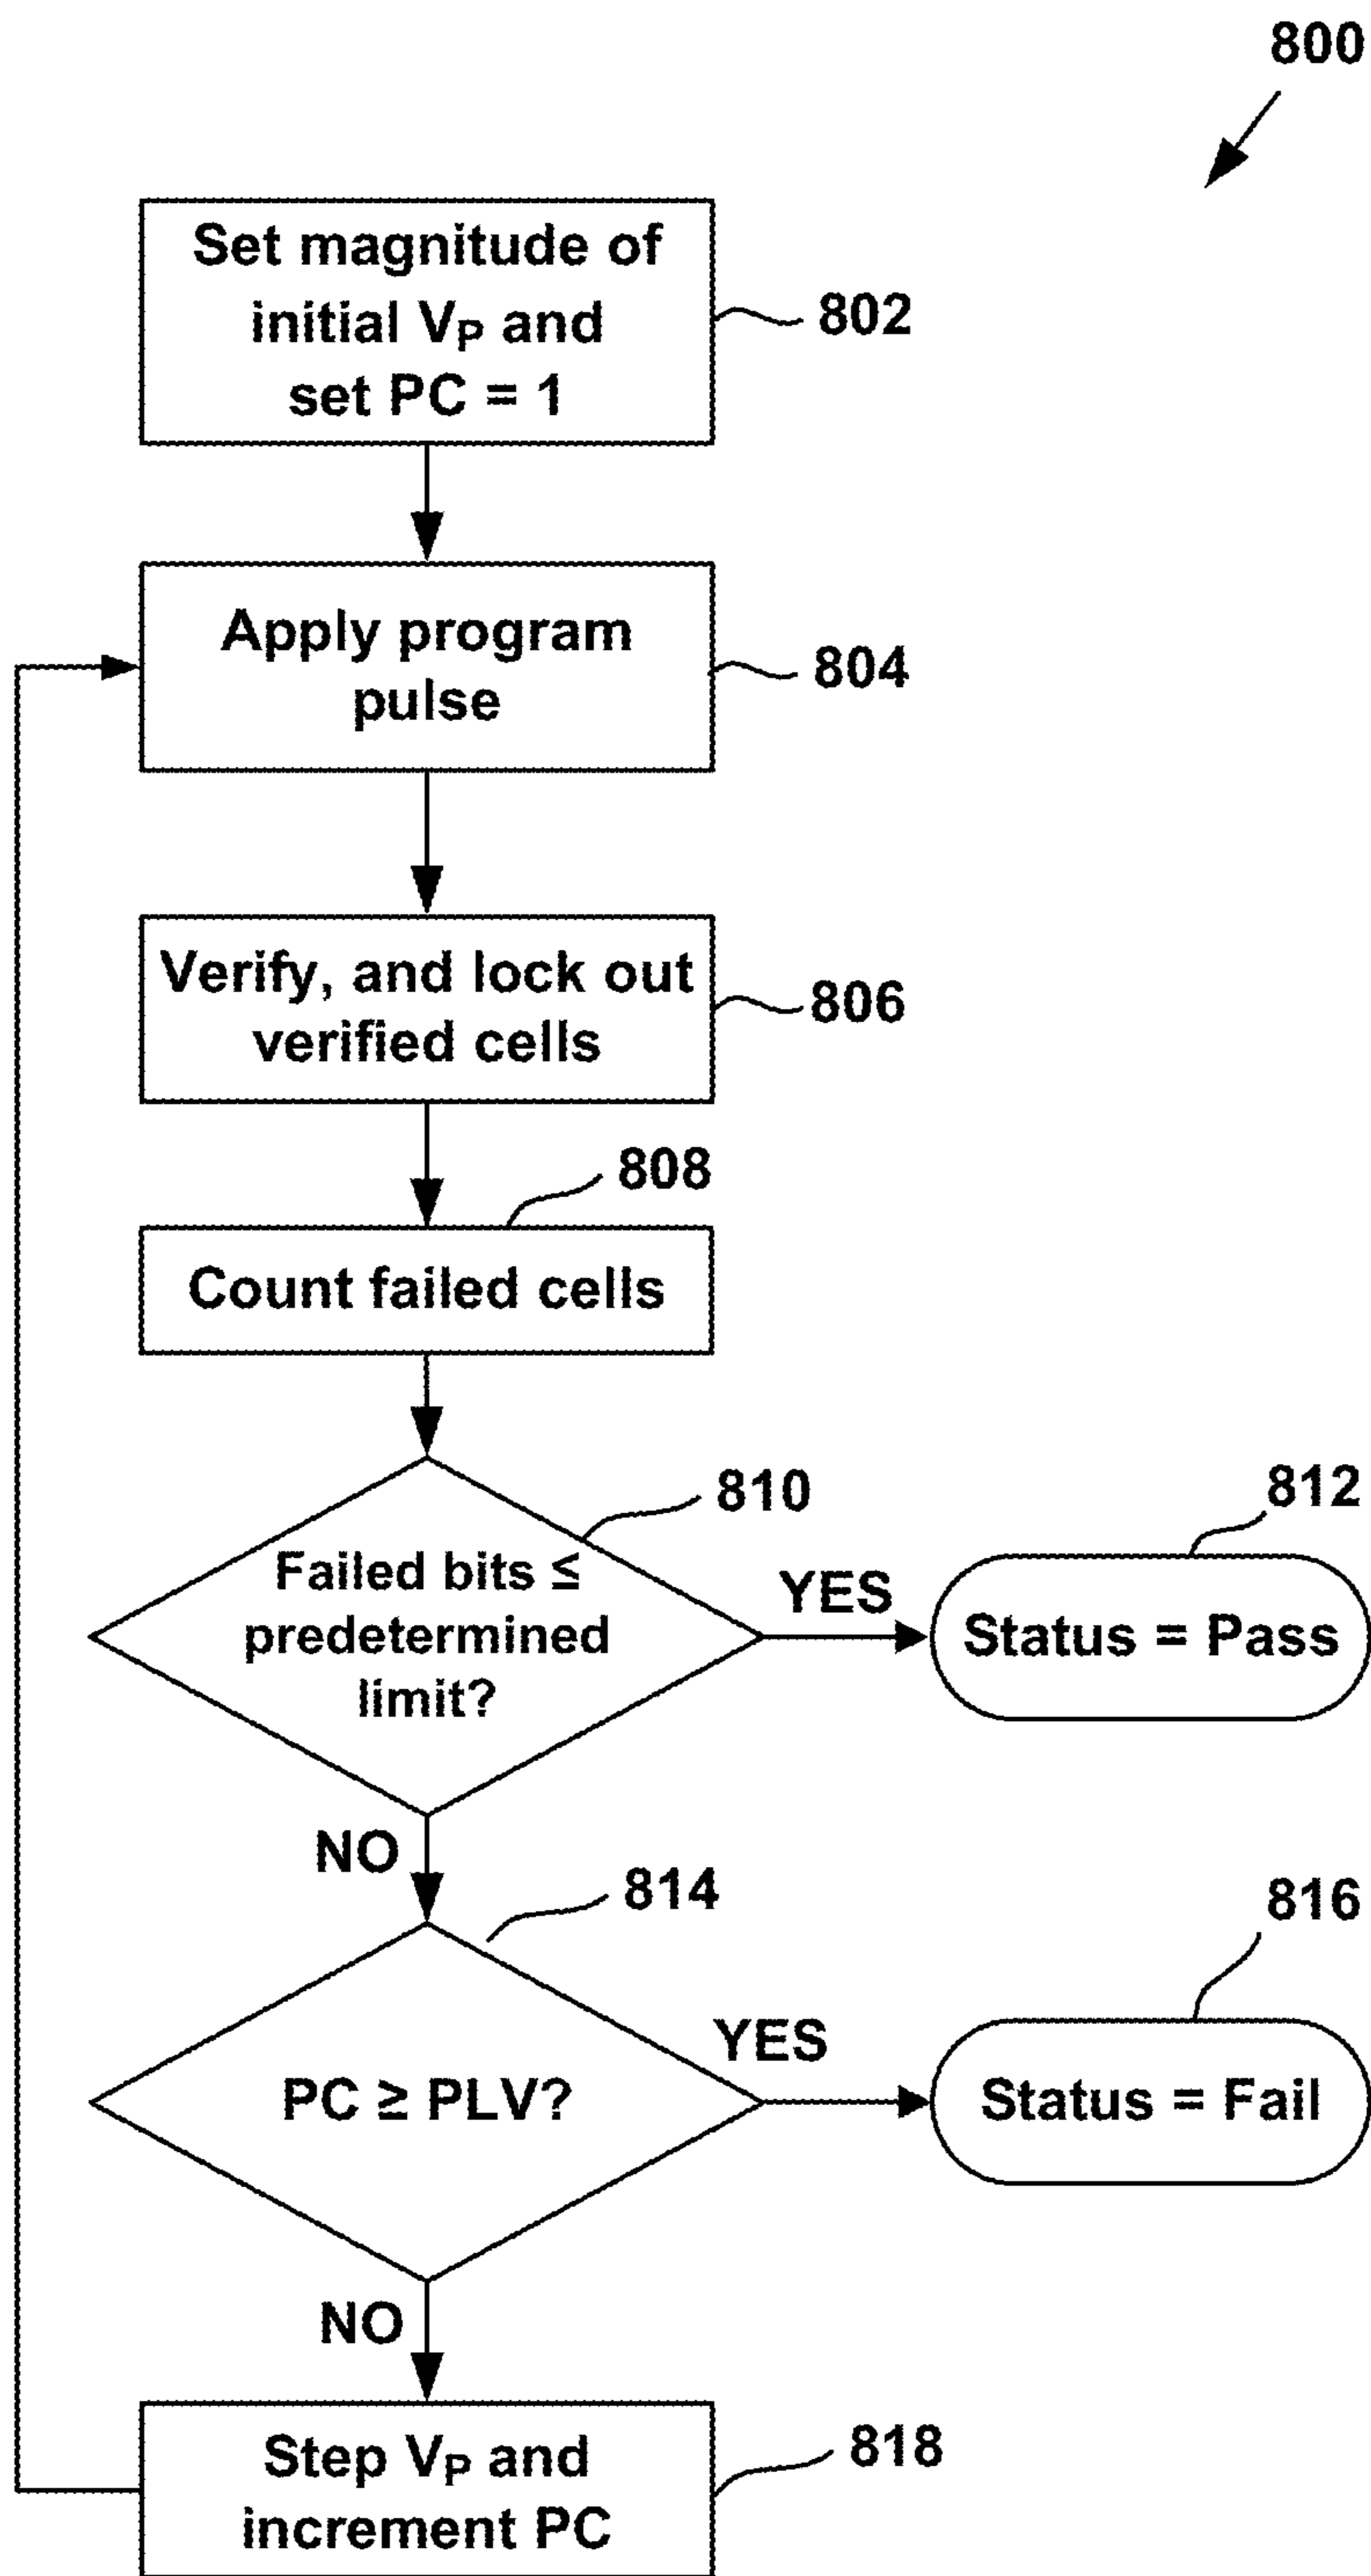 800
Set magnitude of
initial VP and
set PC = 1
802
Apply program
pulse
804
Verify, and lock out
verified cells
806
808
Count failed cells
810
Failed bits ≤
predetermined
limit?
YES
812
Status = Pass
NO
814
PC ≥ PLV?
YES
816
Status = Fail
NO
Step VP and
increment PC
818